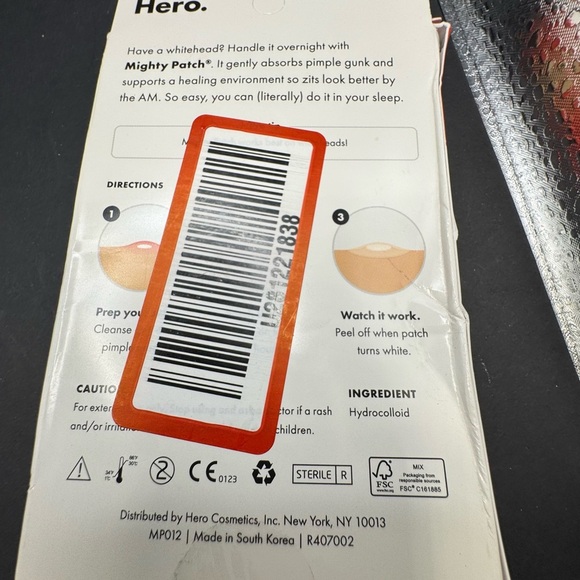 Hero.
Have a whitehead? Handle it overnight with
Mighty Patch®. It gently absorbs pimple gunk and
supports a healing environment so zits look better by
the AM. So easy, you can (literally) do it in your sleep.
eads!
DIRECTIONS
1
3
H281221838
Prep you
Watch it work.
Cleanse
Peel off when patch
pimple
turns white.
CAUTIO
INGREDIENT
For exter
ctor if a rash
Hydrocolloid
and/or irrita
children.
CE 0123
STERILE R
FSC
MIX
Packaging from
responsible sources
FSC® C161885
Distributed by Hero Cosmetics, Inc. New York, NY 10013
MP012 | Made in South Korea | R407002